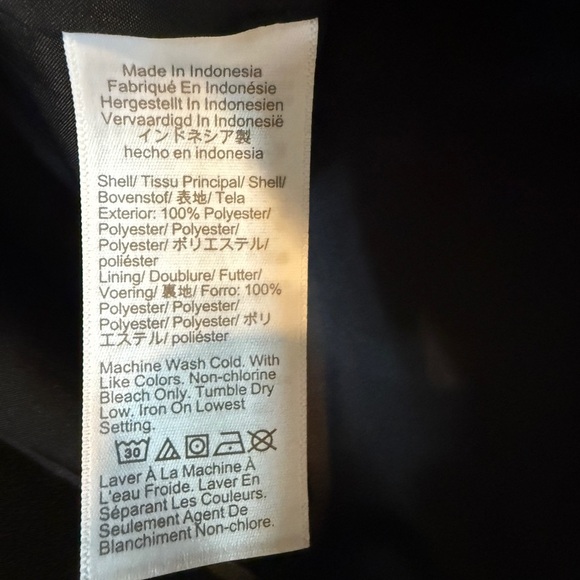 Made In Indonesia
Fabriqué En Indonésie
Hergestellt In Indonesien
Vervaardigd In Indonesië
インドネシア製
hecho en indonesia
Shell/ Tissu Principal/ Shell/
Bovenstof/ 表地/ Tela
Exterior: 100% Polyester/
Polyester/ Polyester/
Polyester/ ポリエステル/
poliéster
Lining/ Doublure/ Futter/
Voering/ 裏地/ Forro: 100%
Polyester/ Polyester/
Polyester/ Polyester/ ポリ
エステル/ poliéster
Machine Wash Cold. With
Like Colors. Non-chlorine
Bleach Only. Tumble Dry
Low. Iron On Lowest
Setting.
30
Laver À La Machine À
L'eau Froide. Laver En
Séparant Les Couleurs.
Seulement Agent De
Blanchiment Non-chlore.